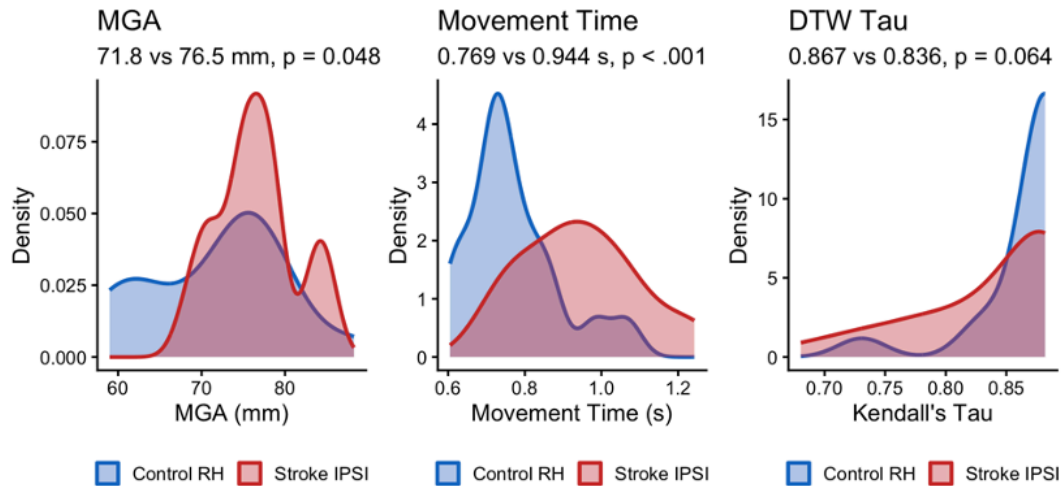 MGA
71.8 vs 76.5 mm, p = 0.048
Density
0.075
0.050
0.025
0.000
60 70 80
MGA (mm)
Control RH Stroke IPSI
Movement Time
0.769 vs 0.944 s, p < .001
Density
4
3
2
1
0
0.6 0.8 1.0 1.2
Movement Time (s)
Control RH Stroke IPSI
DTW Tau
0.867 vs 0.836, p = 0.064
Density
15
10
5
0
0.70 0.75 0.80 0.85
Kendall's Tau
Control RH Stroke IPSI